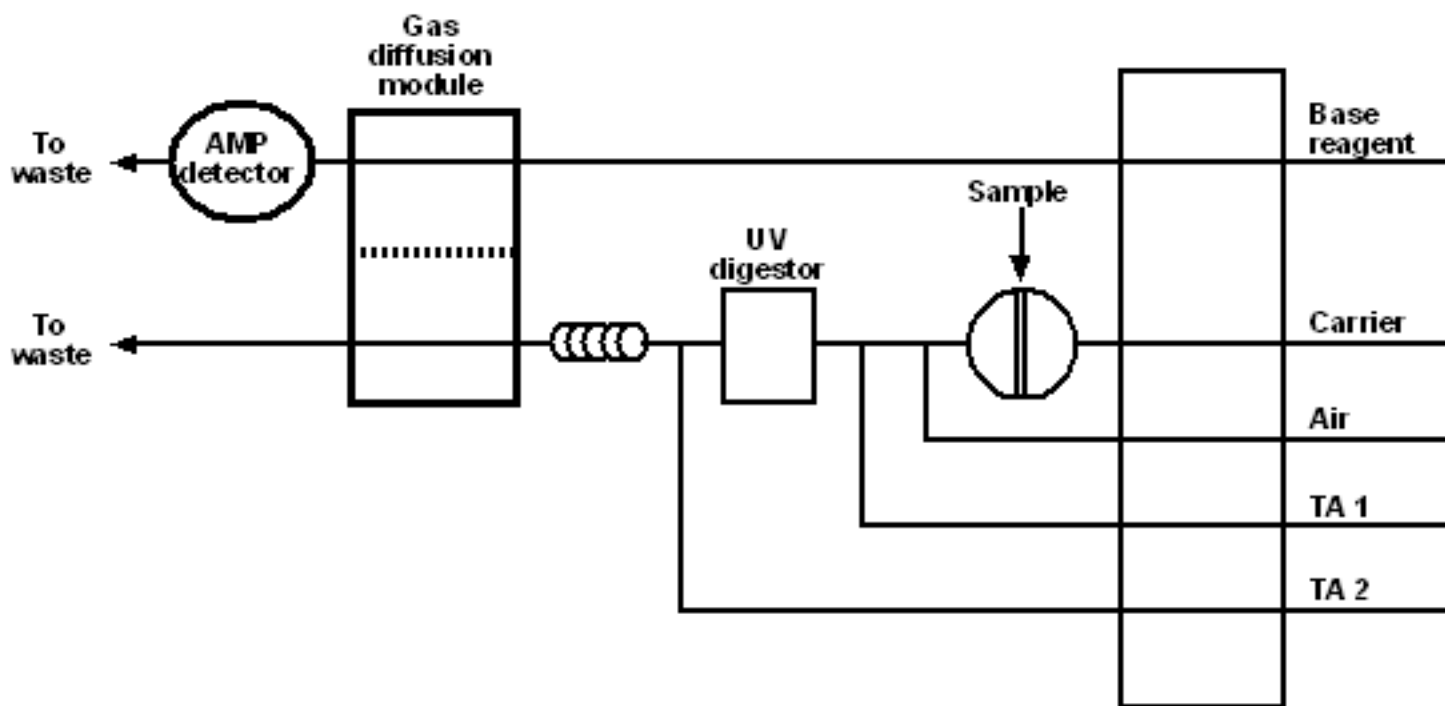 Gas
diffusion
module
To
waste
AMP
detector
Base
reagent
Sample
UV
digestor
To
waste
Carrier
Air
TA 1
TA 2